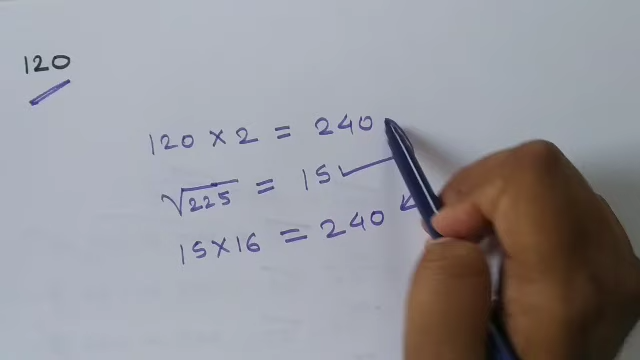 120
120 × 2 = 240
√225 = 15
15 × 16 = 240